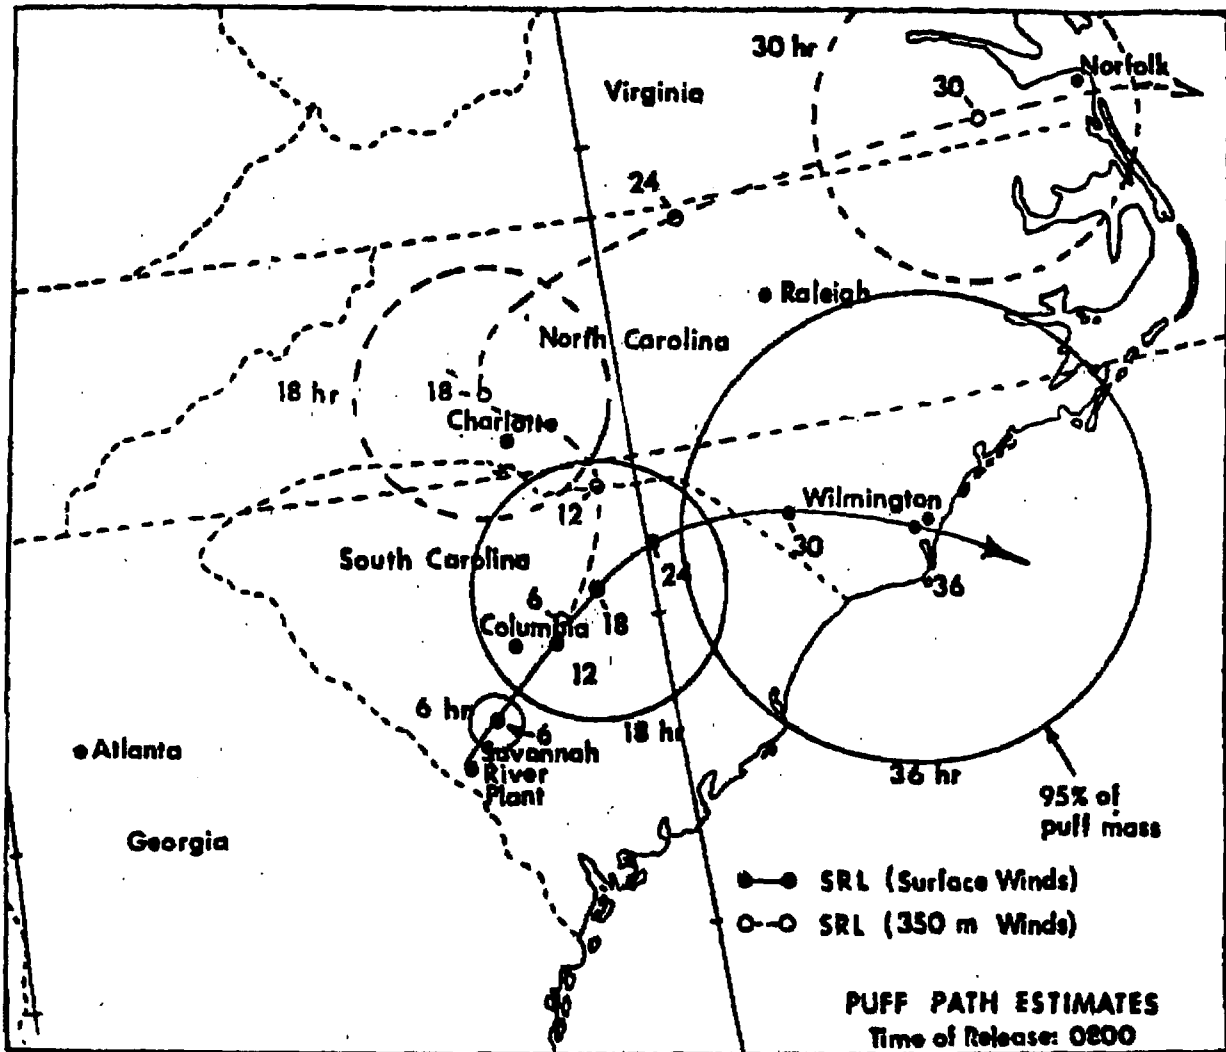 30 hr
Norfolk
Virginia
30
24
Raleigh
North Carolina
18 hr
18
Charlotte
Wilmington
12
30
South Carolina
24
36
6
18
Columbia
12
6 hr
6
18 hr
Savannah
River
Plant
Atlanta
36 hr
95% of
puff mass
Georgia
SRL (Surface Winds)
SRL (350 m Winds)
PUFF PATH ESTIMATES
Time of Release: 0800